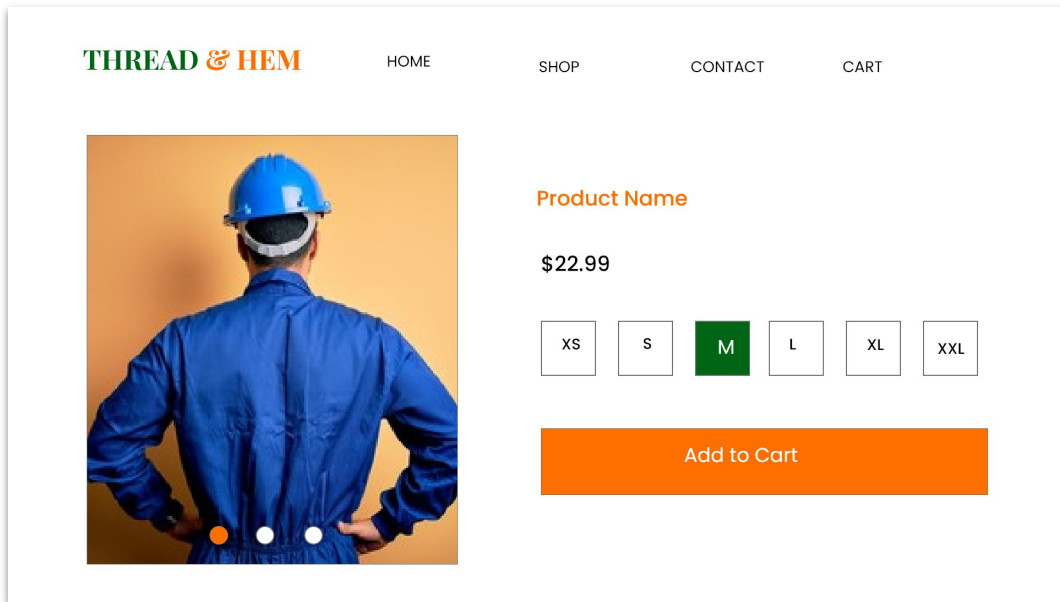 THREAD & HEM HOME SHOP CONTACT CART
Product Name
$22.99
XS S M L XL XXL
Add to Cart